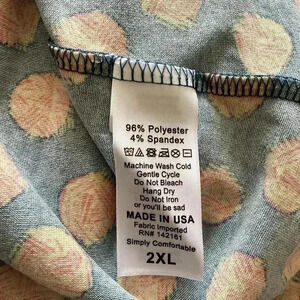 96% Polyester
4% Spandex
Machine Wash Cold
Gentle Cycle
Do Not Bleach
Hang Dry
Do Not Iron
or you'll be sad
MADE IN USA
Fabric Imported
RN# 142161
Simply Comfortable
2XL